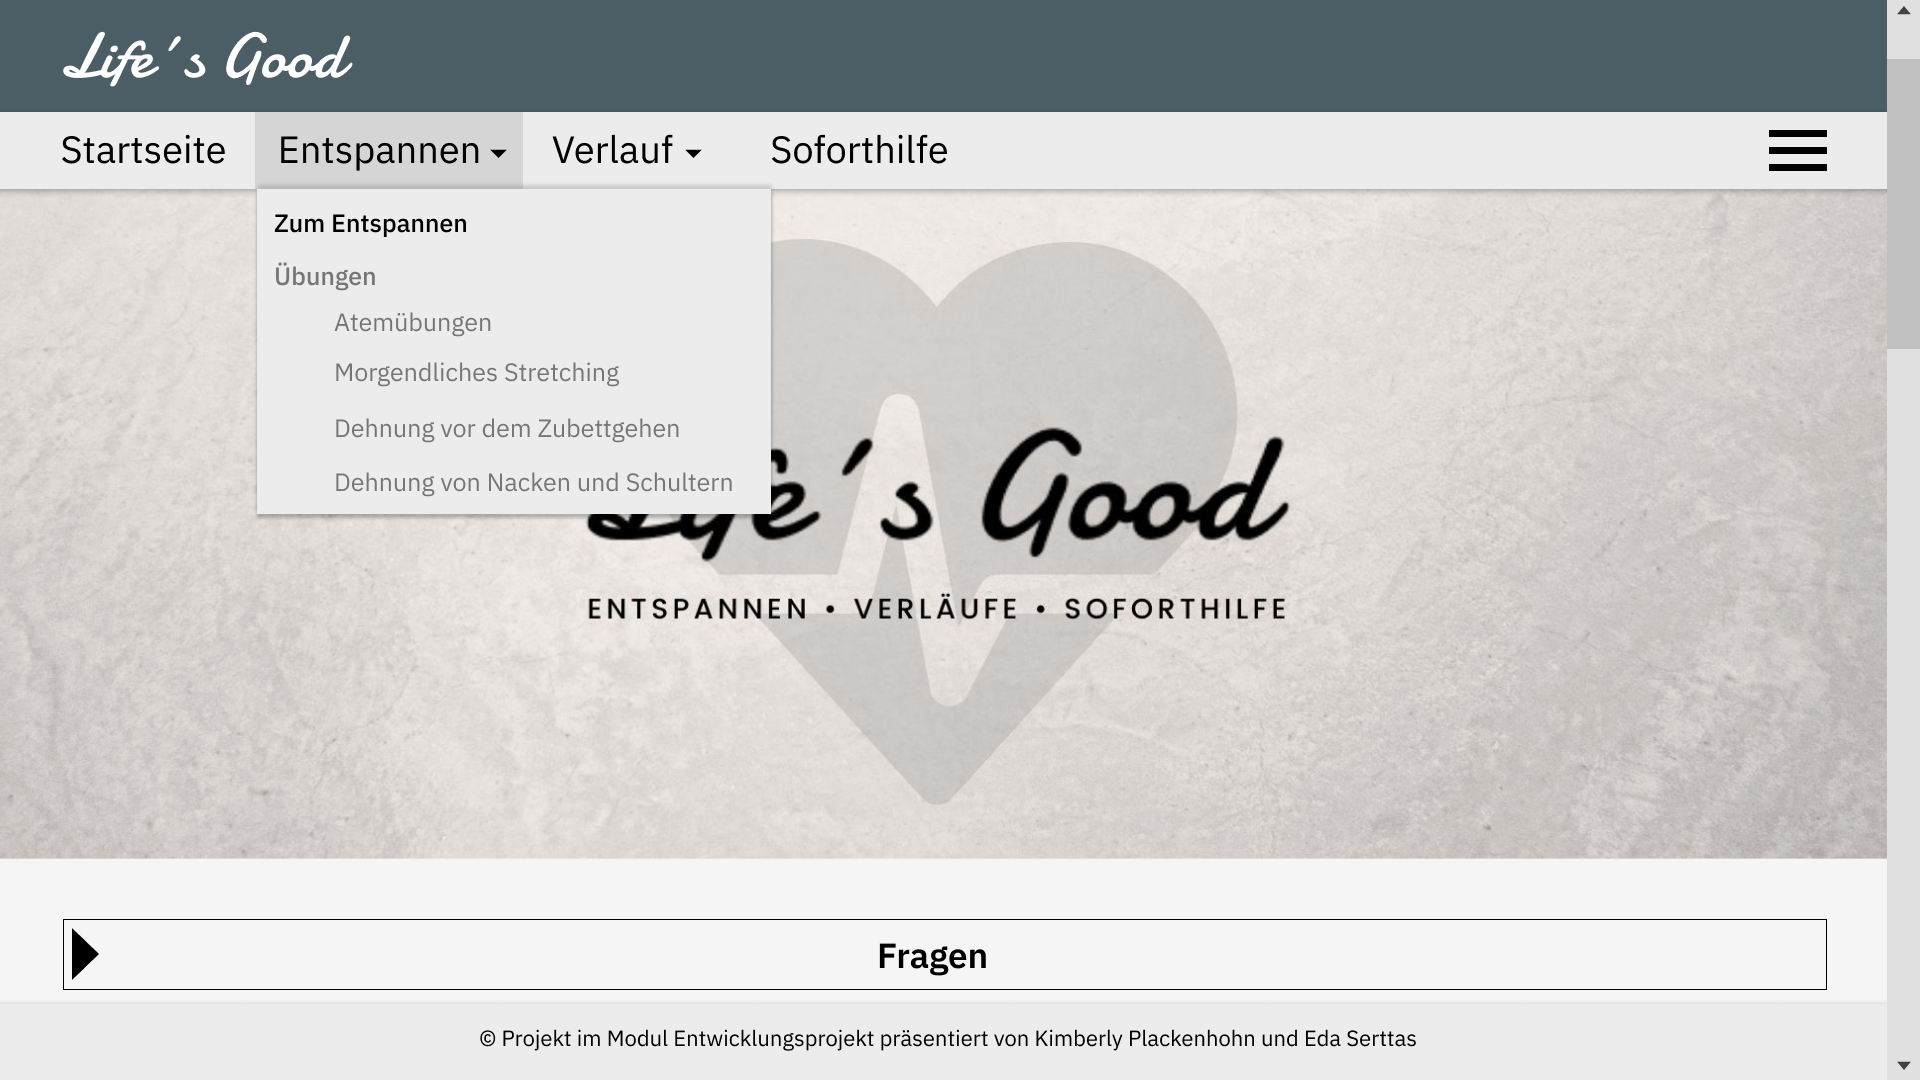 Life´s Good
Startseite Entspannen Verlauf Soforthilfe
Zum Entspannen
Übungen
Atemübungen
Morgendliches Stretching
Dehnung vor dem Zubettgehen
Dehnung von Nacken und Schultern
Life´s Good
ENTSPANNEN • VERLÄUFE • SOFORTHILFE
Fragen
© Projekt im Modul Entwicklungsprojekt präsentiert von Kimberly Plackenhohn und Eda Serttas